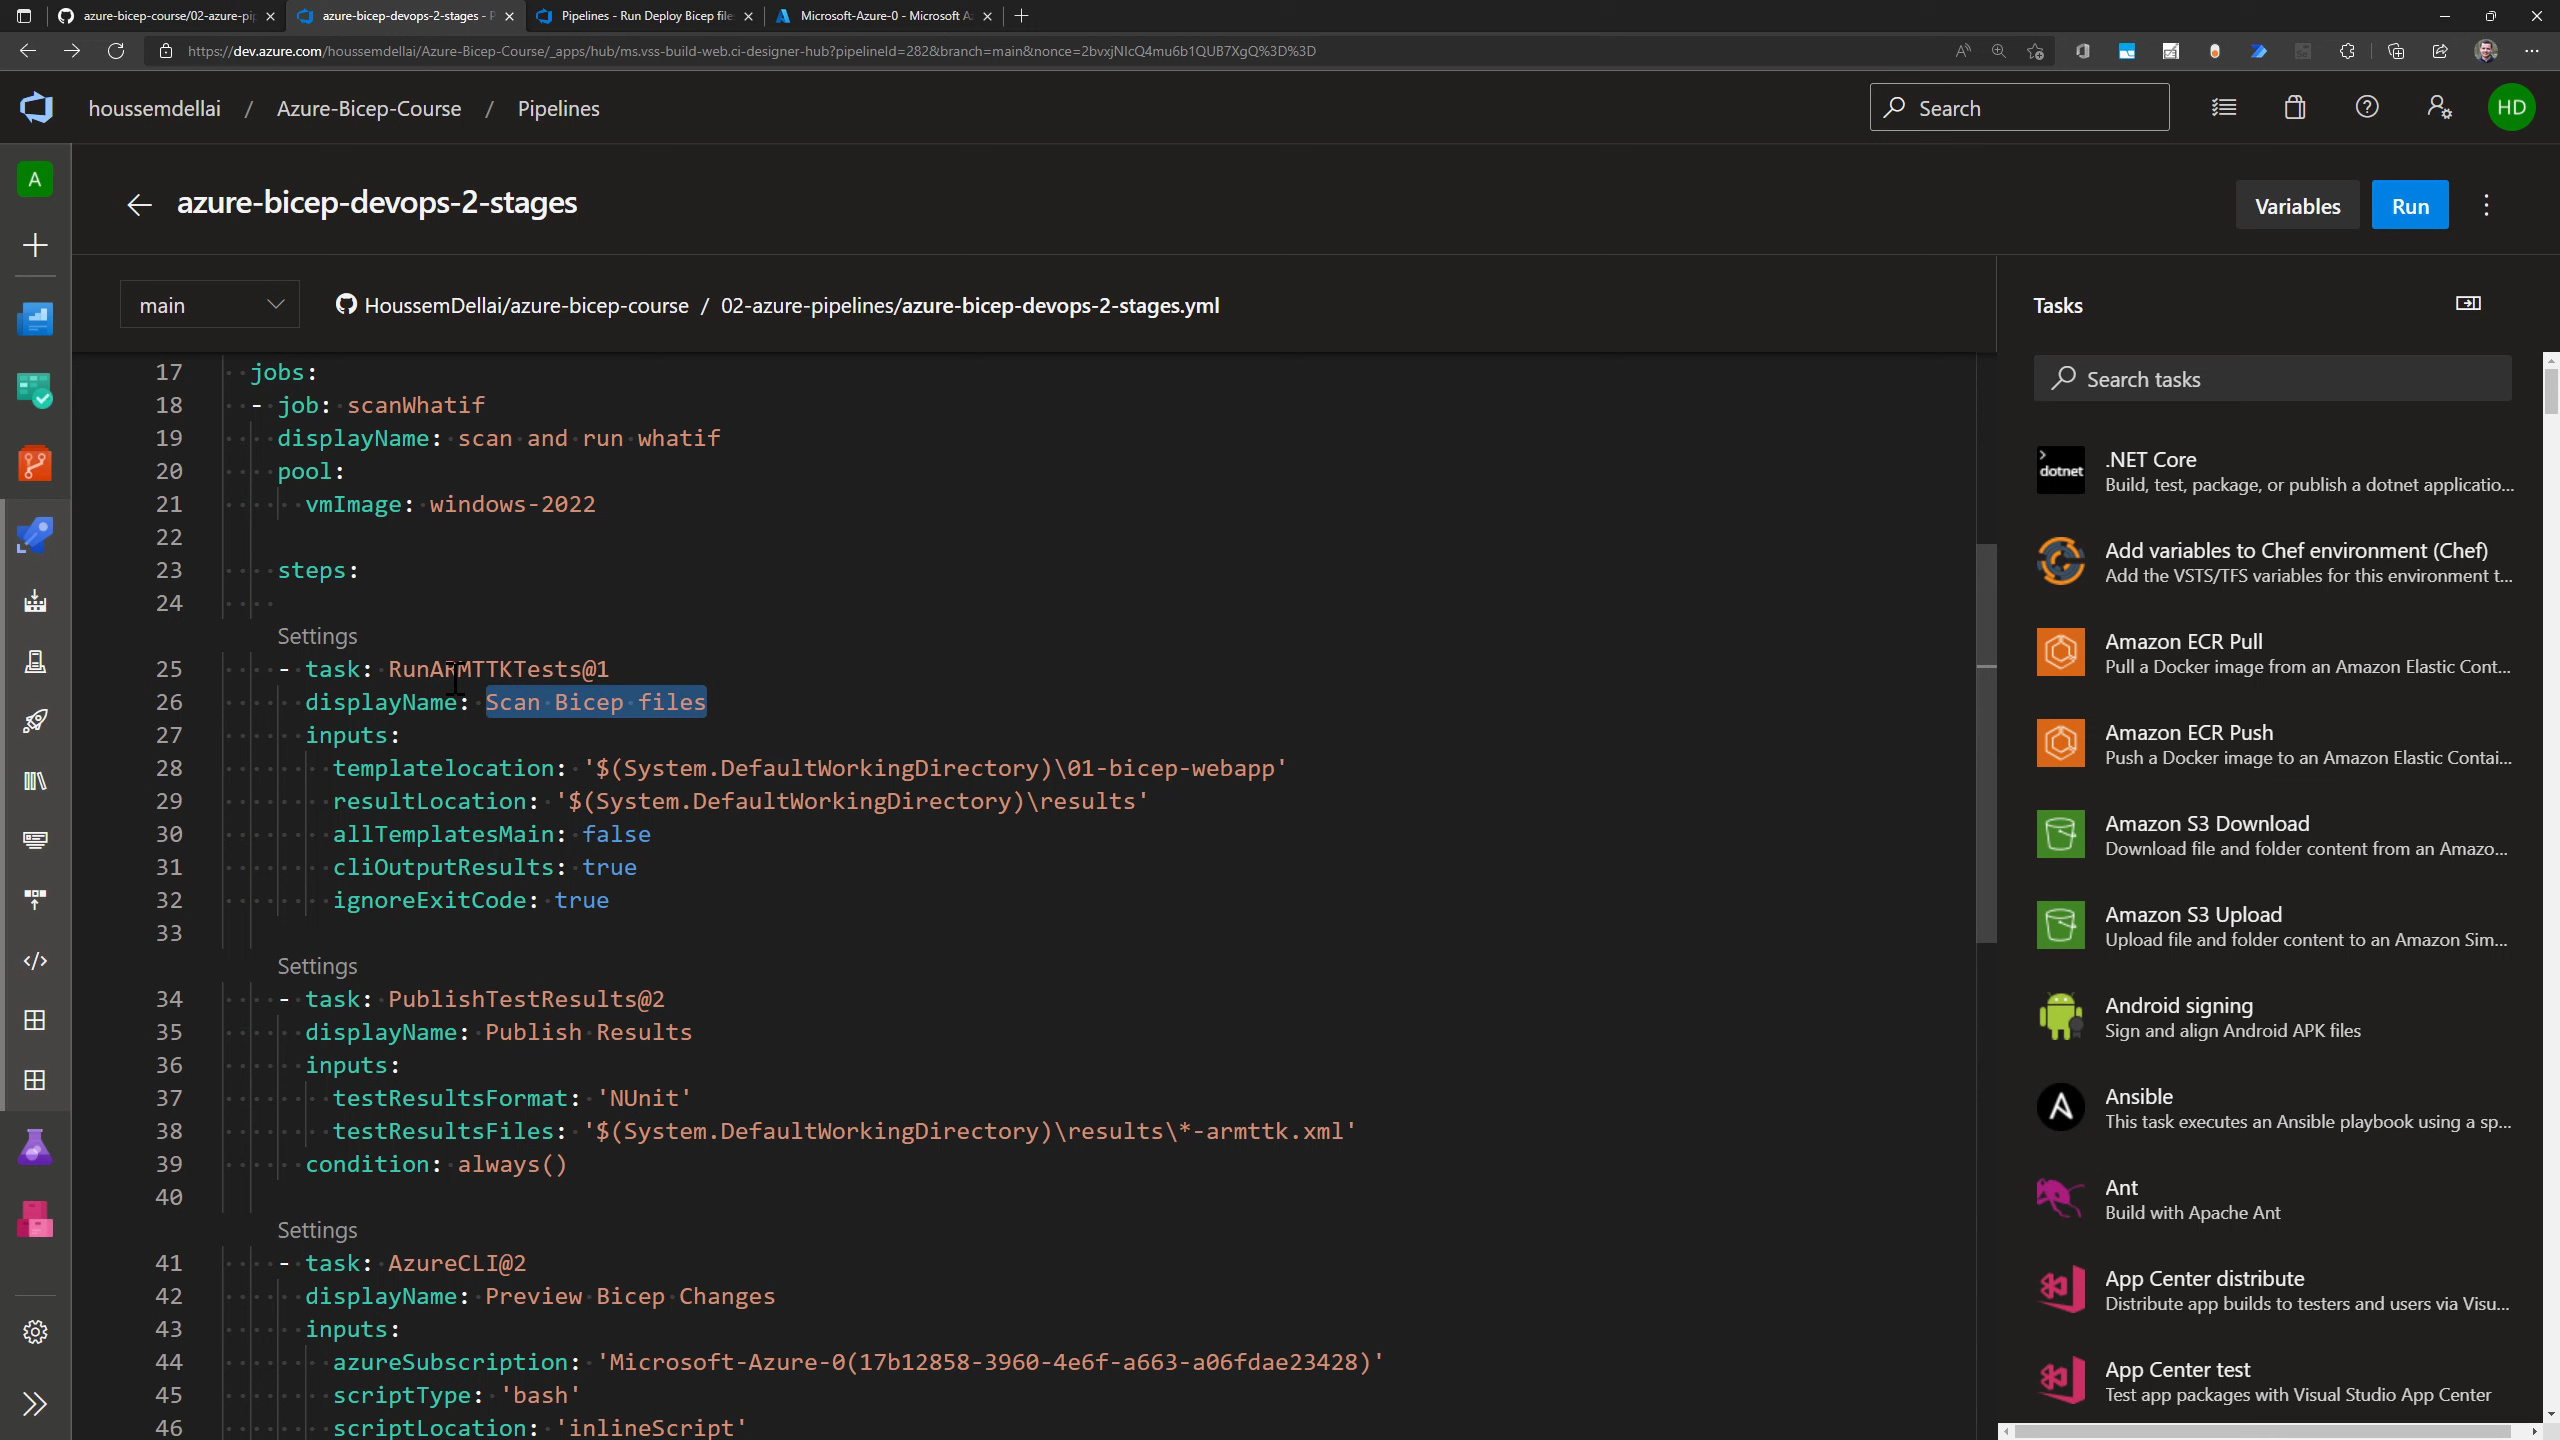 azure-bicep-course/02-azure-pip
azure-bicep-devops-2-stages - P
Pipelines - Run Deploy Bicep file
Microsoft-Azure-0 - Microsoft A
https://dev.azure.com/houssemdellai/Azure-Bicep-Course/_apps/hub/ms.vss-build-web.ci-designer-hub?pipelineId=282&branch=main&nonce=2bvxjNIcQ4mu6b1QUB7XgQ%3D%3D
houssemdellai / Azure-Bicep-Course / Pipelines
Search
HD
A
azure-bicep-devops-2-stages
Variables
Run
main
HoussemDellai/azure-bicep-course / 02-azure-pipelines/azure-bicep-devops-2-stages.yml
17 jobs:
18 - job: scanWhatif
19 displayName: scan and run whatif
20 pool:
21 vmImage: windows-2022
22
23 steps:
24
Settings
25 - task: RunARMTTKTests@1
26 displayName: Scan Bicep files
27 inputs:
28 templatelocation: '$(System.DefaultWorkingDirectory)\01-bicep-webapp'
29 resultLocation: '$(System.DefaultWorkingDirectory)\results'
30 allTemplatesMain: false
31 cliOutputResults: true
32 ignoreExitCode: true
33
Settings
34 - task: PublishTestResults@2
35 displayName: Publish Results
36 inputs:
37 testResultsFormat: 'NUnit'
38 testResultsFiles: '$(System.DefaultWorkingDirectory)\results\*-armttk.xml'
39 condition: always()
40
Settings
41 - task: AzureCLI@2
42 displayName: Preview Bicep Changes
43 inputs:
44 azureSubscription: 'Microsoft-Azure-0(17b12858-3960-4e6f-a663-a06fdae23428)'
45 scriptType: 'bash'
46 scriptLocation: 'inlineScript'
Tasks
Search tasks
dotnet
.NET Core
Build, test, package, or publish a dotnet applicatio...
Add variables to Chef environment (Chef)
Add the VSTS/TFS variables for this environment t...
Amazon ECR Pull
Pull a Docker image from an Amazon Elastic Cont...
Amazon ECR Push
Push a Docker image to an Amazon Elastic Contai...
Amazon S3 Download
Download file and folder content from an Amazo...
Amazon S3 Upload
Upload file and folder content to an Amazon Sim...
Android signing
Sign and align Android APK files
Ansible
This task executes an Ansible playbook using a sp...
Ant
Build with Apache Ant
App Center distribute
Distribute app builds to testers and users via Visu...
App Center test
Test app packages with Visual Studio App Center